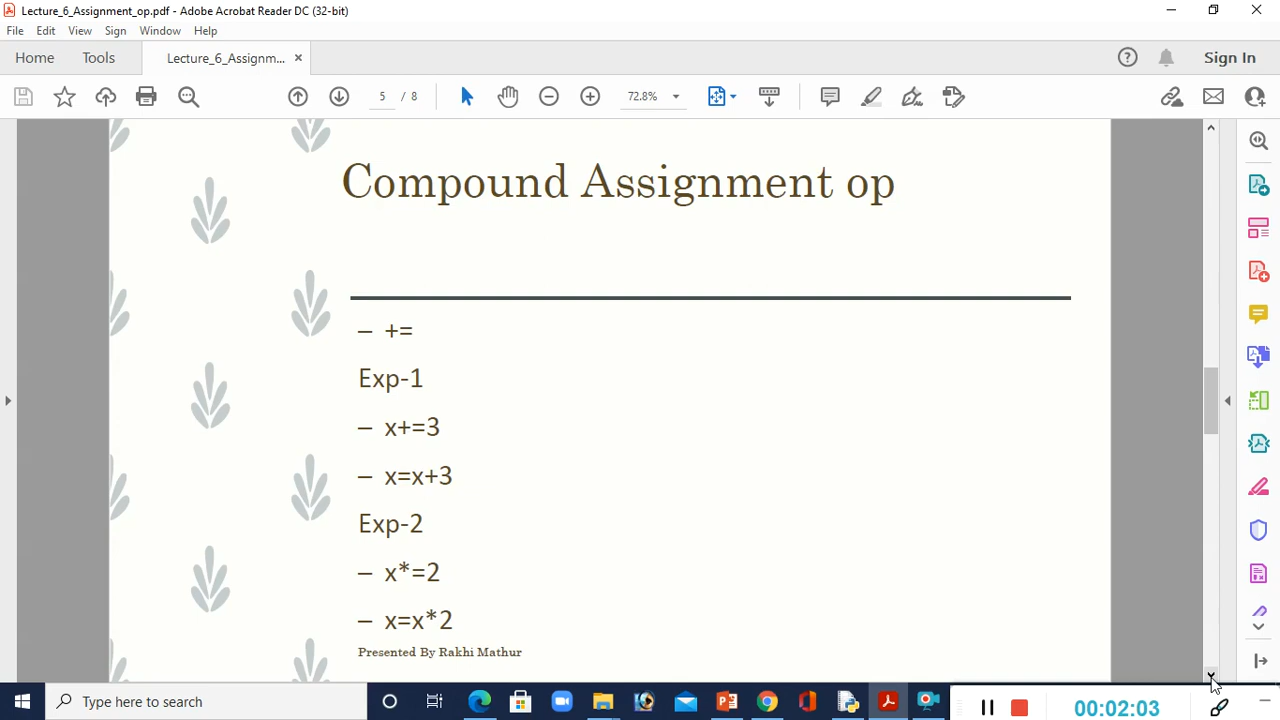 Lecture_6_Assignment_op.pdf - Adobe Acrobat Reader DC (32-bit)
File Edit View Sign Window Help
Home Tools Lecture_6_Assignm... × Sign In
5 / 8 72.8%
Compound Assignment op
– +=
Exp-1
– x+=3
– x=x+3
Exp-2
– x*=2
– x=x*2
Presented By Rakhi Mathur
Type here to search
00:02:03